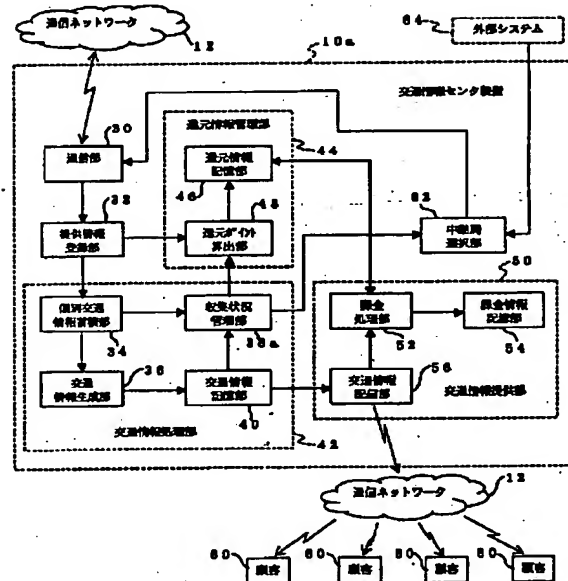 通信ネットワーク
12
64
外部システム
10a
交通情報センタ装置
30
通信部
還元情報管理部
44
還元情報
記憶部
46
32
提供情報
登録部
48
還元ポイント
算出部
62
中継局
選択部
50
個別交通
情報蓄積部
34
収集状況
管理部
38a
課金
処理部
52
課金情報
記憶部
54
36
交通
情報生成部
交通情報
記憶部
40
交通情報
配信部
56
交通情報提供部
交通情報処理部
42
通信ネットワーク
12
60
顧客
60
顧客
60
顧客
60
顧客